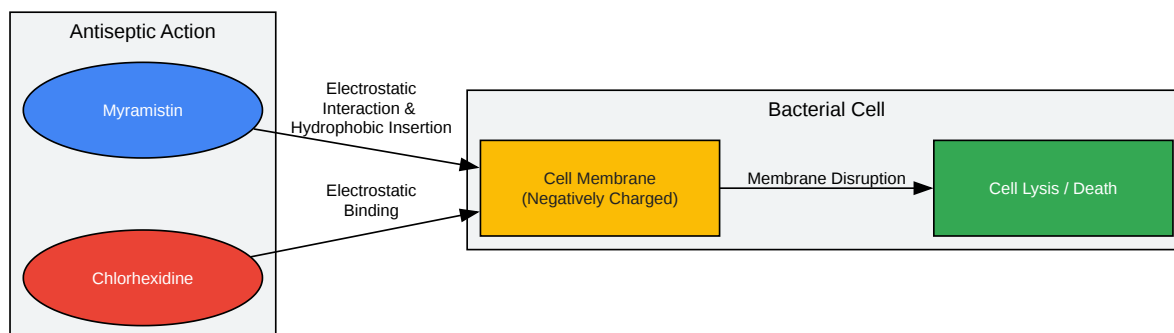 Antiseptic Action
Myramistin
Electrostatic
Interaction &
Hydrophobic Insertion
Electrostatic
Binding
Chlorhexidine
Bacterial Cell
Cell Membrane
(Negatively Charged)
Membrane Disruption
Cell Lysis / Death